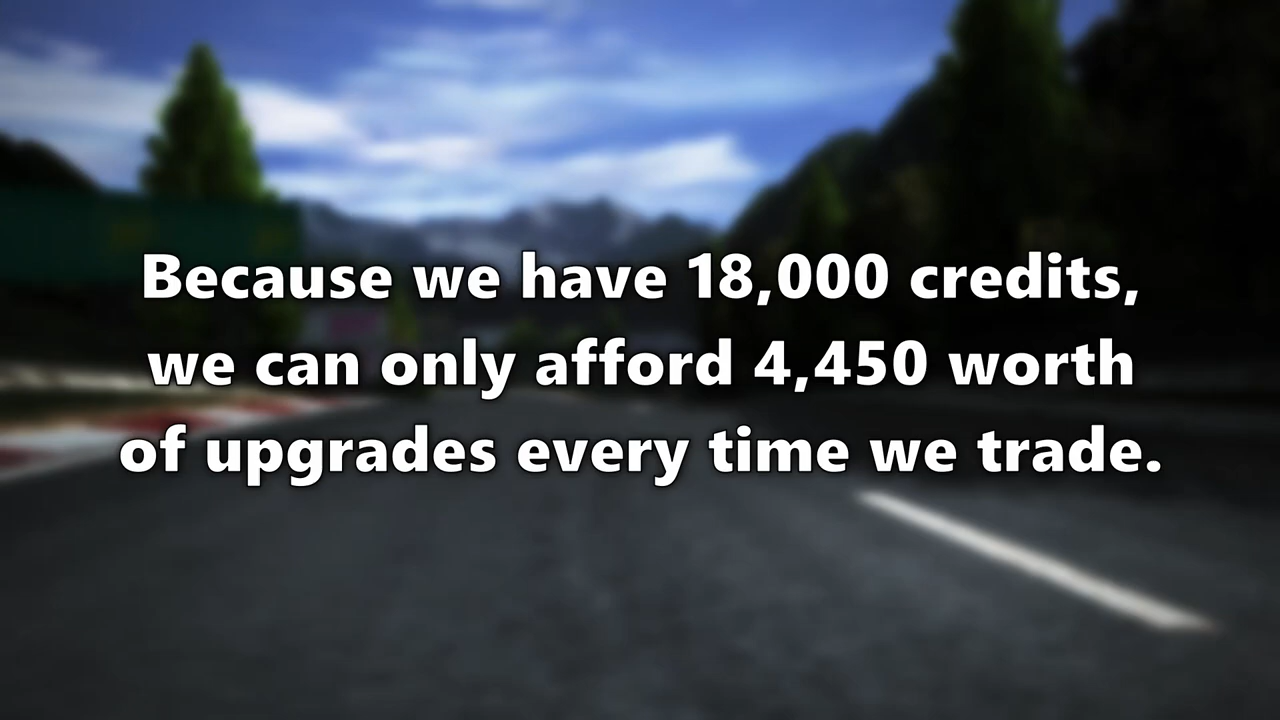 Because we have 18,000 credits,
we can only afford 4,450 worth
of upgrades every time we trade.